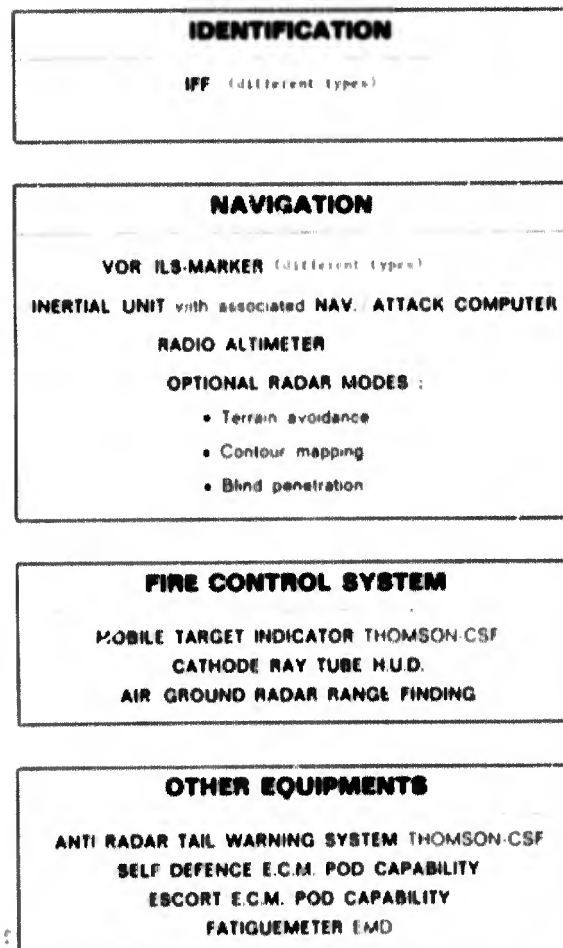 IDENTIFICATION
IFF (different types)
NAVIGATION
VOR ILS-MARKER (different types)
INERTIAL UNIT with associated NAV. ATTACK COMPUTER
RADIO ALTIMETER
OPTIONAL RADAR MODES :
• Terrain avoidance
• Contour mapping
• Blind penetration
FIRE CONTROL SYSTEM
MOBILE TARGET INDICATOR THOMSON-CSF
CATHODE RAY TUBE H.U.D.
AIR GROUND RADAR RANGE FINDING
OTHER EQUIPMENTS
ANTI RADAR TAIL WARNING SYSTEM THOMSON-CSF
SELF DEFENCE E.C.M. POD CAPABILITY
ESCORT E.C.M. POD CAPABILITY
FATIGUEMETER EMD